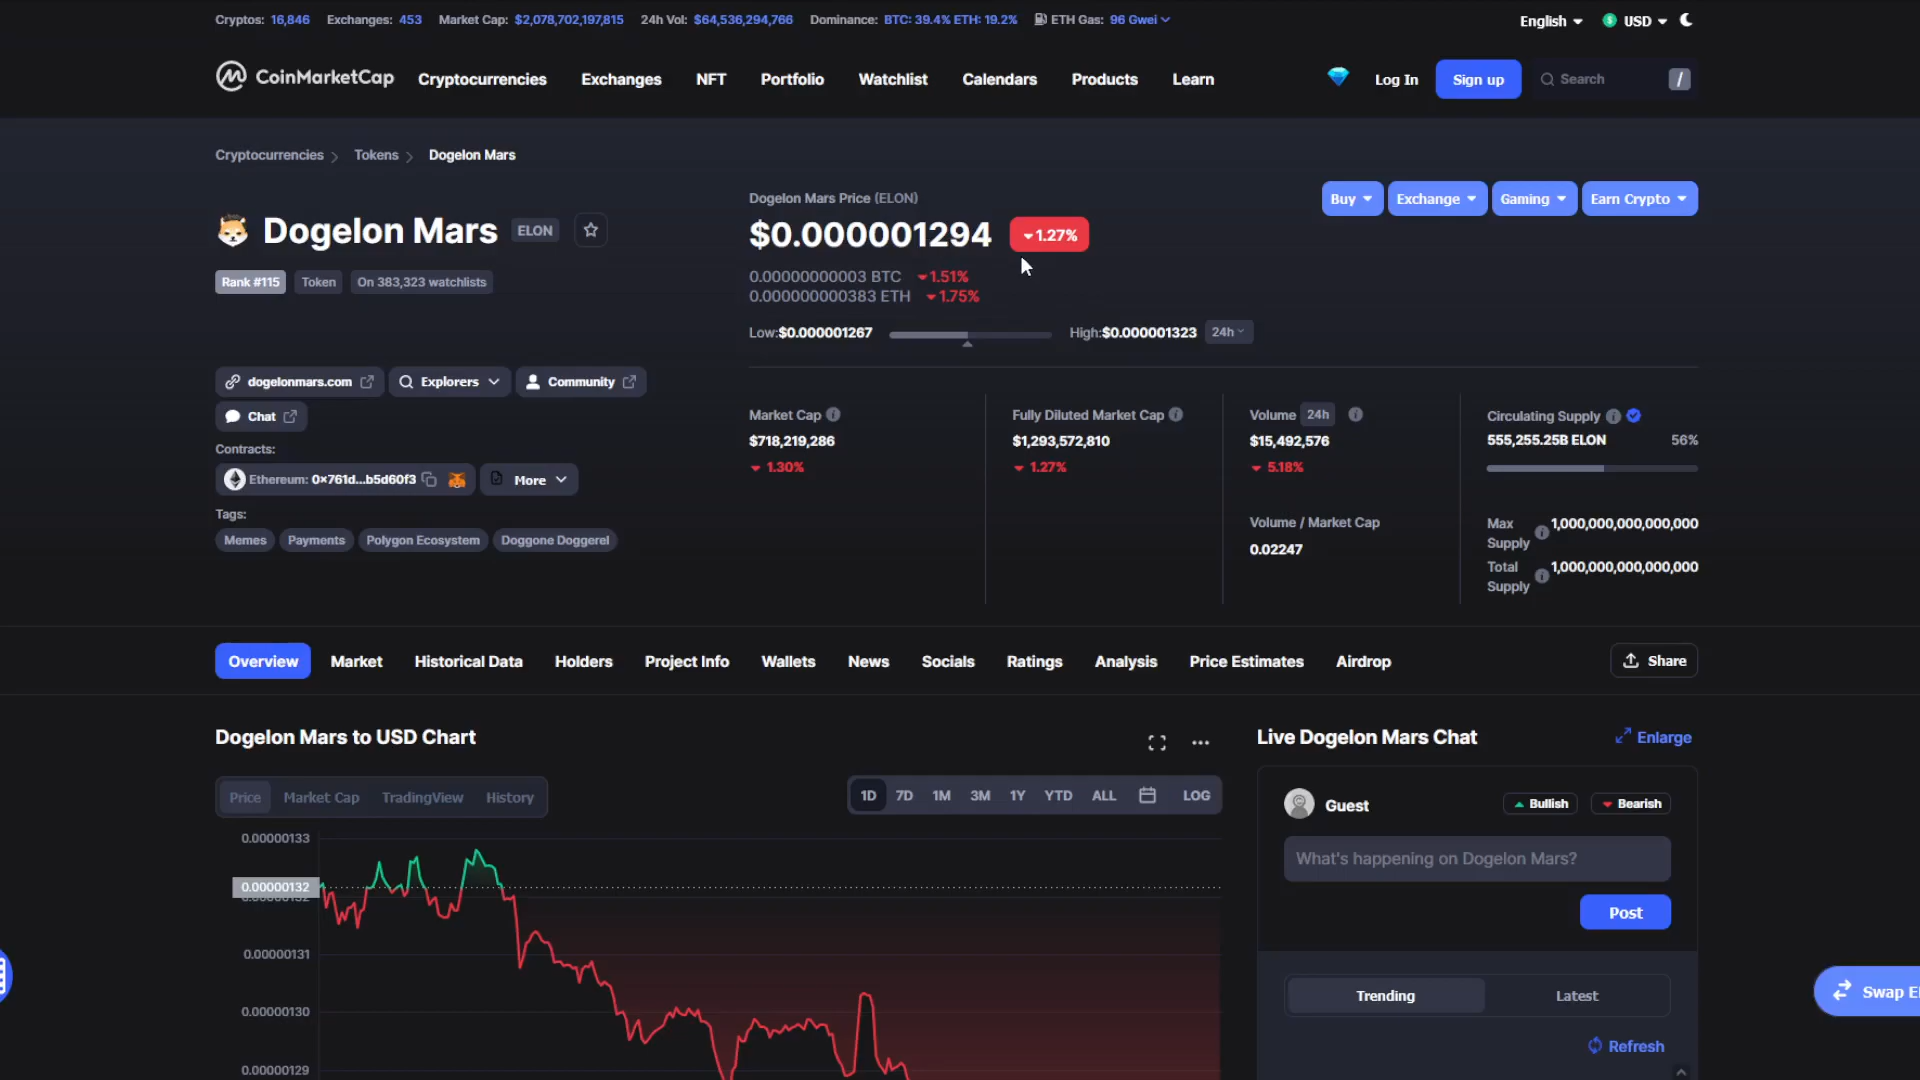 Cryptos: 16,846 Exchanges: 453 Market Cap: $2,078,702,197,815 24h Vol: $64,536,294,766 Dominance: BTC: 39.4% ETH: 19.2% ETH Gas: 96 Gwei
English USD
CoinMarketCap Cryptocurrencies Exchanges NFT Portfolio Watchlist Calendars Products Learn Log In Sign up Search /
Cryptocurrencies Tokens Dogelon Mars
Dogelon Mars ELON
Rank #115 Token On 383,323 watchlists
dogelonmars.com Explorers Community
Chat
Contracts:
Ethereum: 0x761d...b5d60f3 More
Tags:
Memes Payments Polygon Ecosystem Doggone Doggerel
Dogelon Mars Price (ELON)
$0.000001294 1.27%
0.00000000003 BTC 1.51%
0.000000000383 ETH 1.75%
Low:$0.000001267 High:$0.000001323 24h
Buy Exchange Gaming Earn Crypto
Market Cap
$718,219,286
1.30%
Fully Diluted Market Cap
$1,293,572,810
1.27%
Volume 24h
$15,492,576
5.18%
Volume / Market Cap
0.02247
Circulating Supply
555,255.25B ELON 56%
Max Supply 1,000,000,000,000,000
Total Supply 1,000,000,000,000,000
Overview Market Historical Data Holders Project Info Wallets News Socials Ratings Analysis Price Estimates Airdrop Share
Dogelon Mars to USD Chart
Price Market Cap TradingView History 1D 7D 1M 3M 1Y YTD ALL LOG
0.00000133
0.00000132
0.00000132
0.00000131
0.00000130
0.00000129
Live Dogelon Mars Chat Enlarge
Guest Bullish Bearish
What's happening on Dogelon Mars?
Post
Trending Latest
Refresh
Swap El